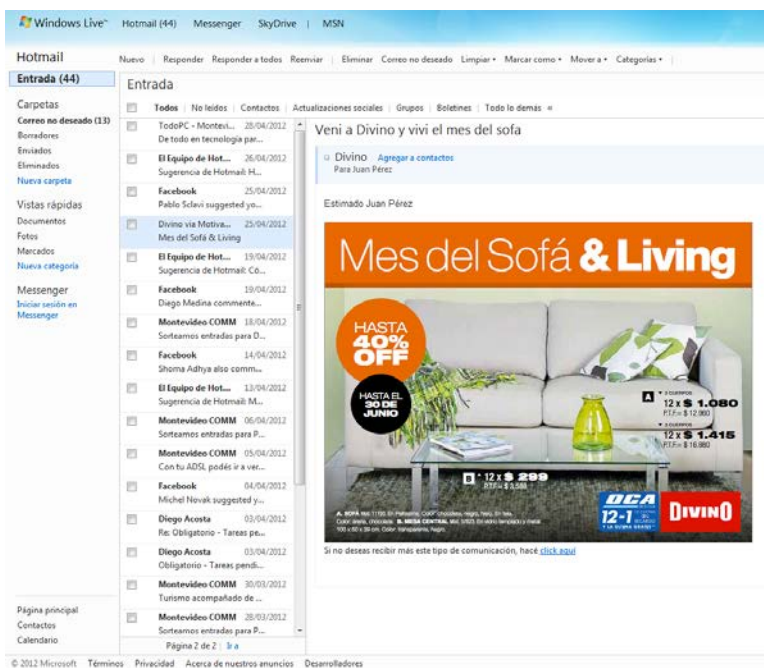 Windows Live™ Hotmail (44) Messenger SkyDrive | MSN
Hotmail
Nuevo | Responder Responder a todos Reenviar | Eliminar Correo no deseado Limpiar Marcar como Mover a Categorías
Entrada (44)
Carpetas
Correo no deseado (13)
Borradores
Enviados
Eliminados
Nueva carpeta
Vistas rápidas
Documentos
Fotos
Marcados
Nueva categoría
Messenger
Iniciar sesión en
Messenger
Página principal
Contactos
Calendario
Entrada
Todos | No leídos | Contactos | Actualizaciones sociales | Grupos | Boletines | Todo lo demás «
TodoPC - Montevi... 28/04/2012
De todo en tecnología par...
El Equipo de Hot... 26/04/2012
Sugerencia de Hotmail: H...
Facebook 25/04/2012
Pablo Sclavi suggested yo...
Divino via Motiva... 25/04/2012
Mes del Sofá & Living
El Equipo de Hot... 19/04/2012
Sugerencia de Hotmail: Co...
Facebook 19/04/2012
Diego Medina commente...
Montevideo COMM 18/04/2012
Sorteamos entradas para D...
Facebook 14/04/2012
Shoma Adhya also comm...
El Equipo de Hot... 13/04/2012
Sugerencia de Hotmail: M...
Montevideo COMM 06/04/2012
Sorteamos entradas para P...
Montevideo COMM 05/04/2012
Con tu ADSL podés ir a ver...
Facebook 04/04/2012
Michel Novak suggested y...
Diego Acosta 03/04/2012
Re: Obligatorio - Tareas pe...
Diego Acosta 03/04/2012
Obligatorio - Tareas pendi...
Montevideo COMM 30/03/2012
Turismo acompañado de ...
Montevideo COMM 28/03/2012
Sorteamos entradas para P...
Página 2 de 2 | Ir a
Veni a Divino y vivi el mes del sofa
Divino Agregar a contactos
Para Juan Pérez
Estimado Juan Pérez
Mes del Sofá & Living
HASTA
40%
OFF
HASTA EL
30 DE
JUNIO
A 3 CUERPOS
12 x $ 1.080
P.T.F.= $ 12.960
3 CUERPOS
12 x $ 1.415
P.T.F.= $ 16.980
B 12 x $ 299
OCA
12-1
DIVINO
Si no deseas recibir más este tipo de comunicación, hacé click aquí
© 2012 Microsoft Términos Privacidad Acerca de nuestros anuncios Desarrolladores